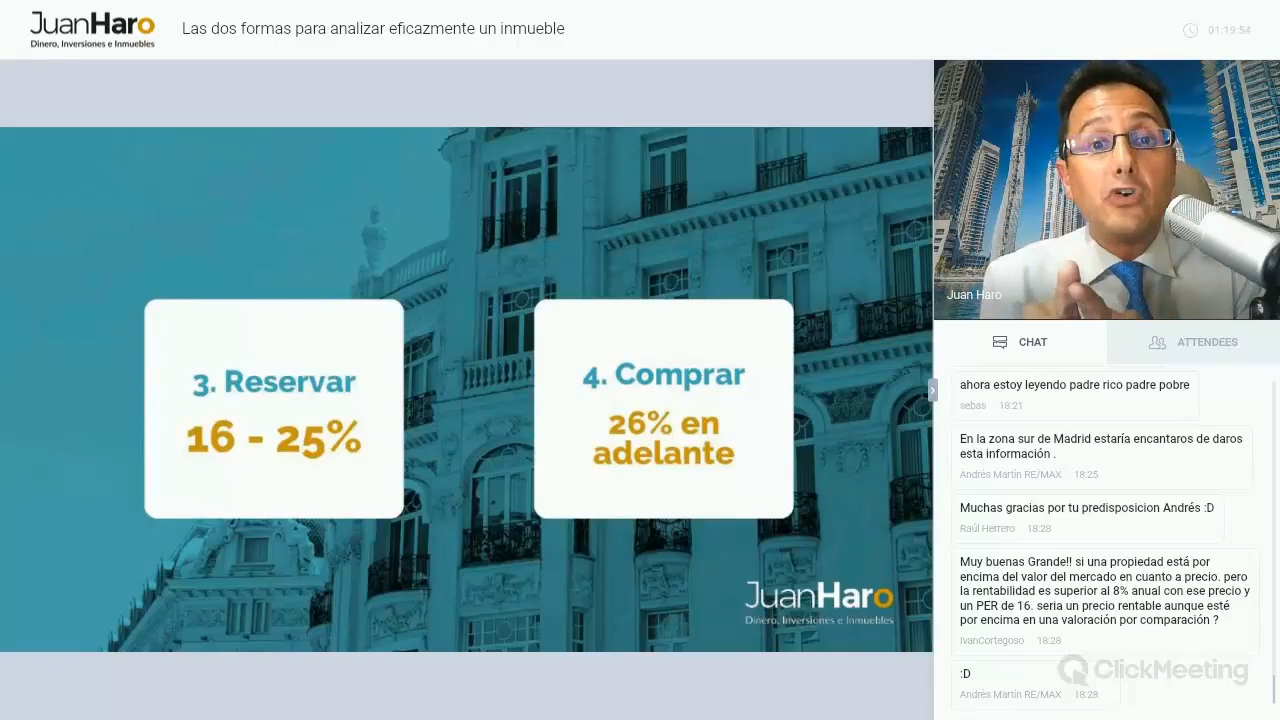 JuanHaro
Dinero, Inversiones e Inmuebles
Las dos formas para analizar eficazmente un inmueble
01:19:54
3. Reservar
16 - 25%
4. Comprar
26% en
adelante
JuanHaro
Dinero, Inversiones e Inmuebles
Juan Haro
CHAT
ATTENDEES
ahora estoy leyendo padre rico padre pobre
sebas 18:21
En la zona sur de Madrid estaría encantaros de daros
esta información .
Andrés Martín RE/MAX 18:25
Muchas gracias por tu predisposicion Andrés :D
Raúl Herrero 18:28
Muy buenas Grande!! si una propiedad está por
encima del valor del mercado en cuanto a precio. pero
la rentabilidad es superior al 8% anual con ese precio y
un PER de 16. seria un precio rentable aunque esté
por encima en una valoración por comparación ?
IvanCortegoso 18:28
:D
Andrés Martín RE/MAX 18:28
ClickMeeting